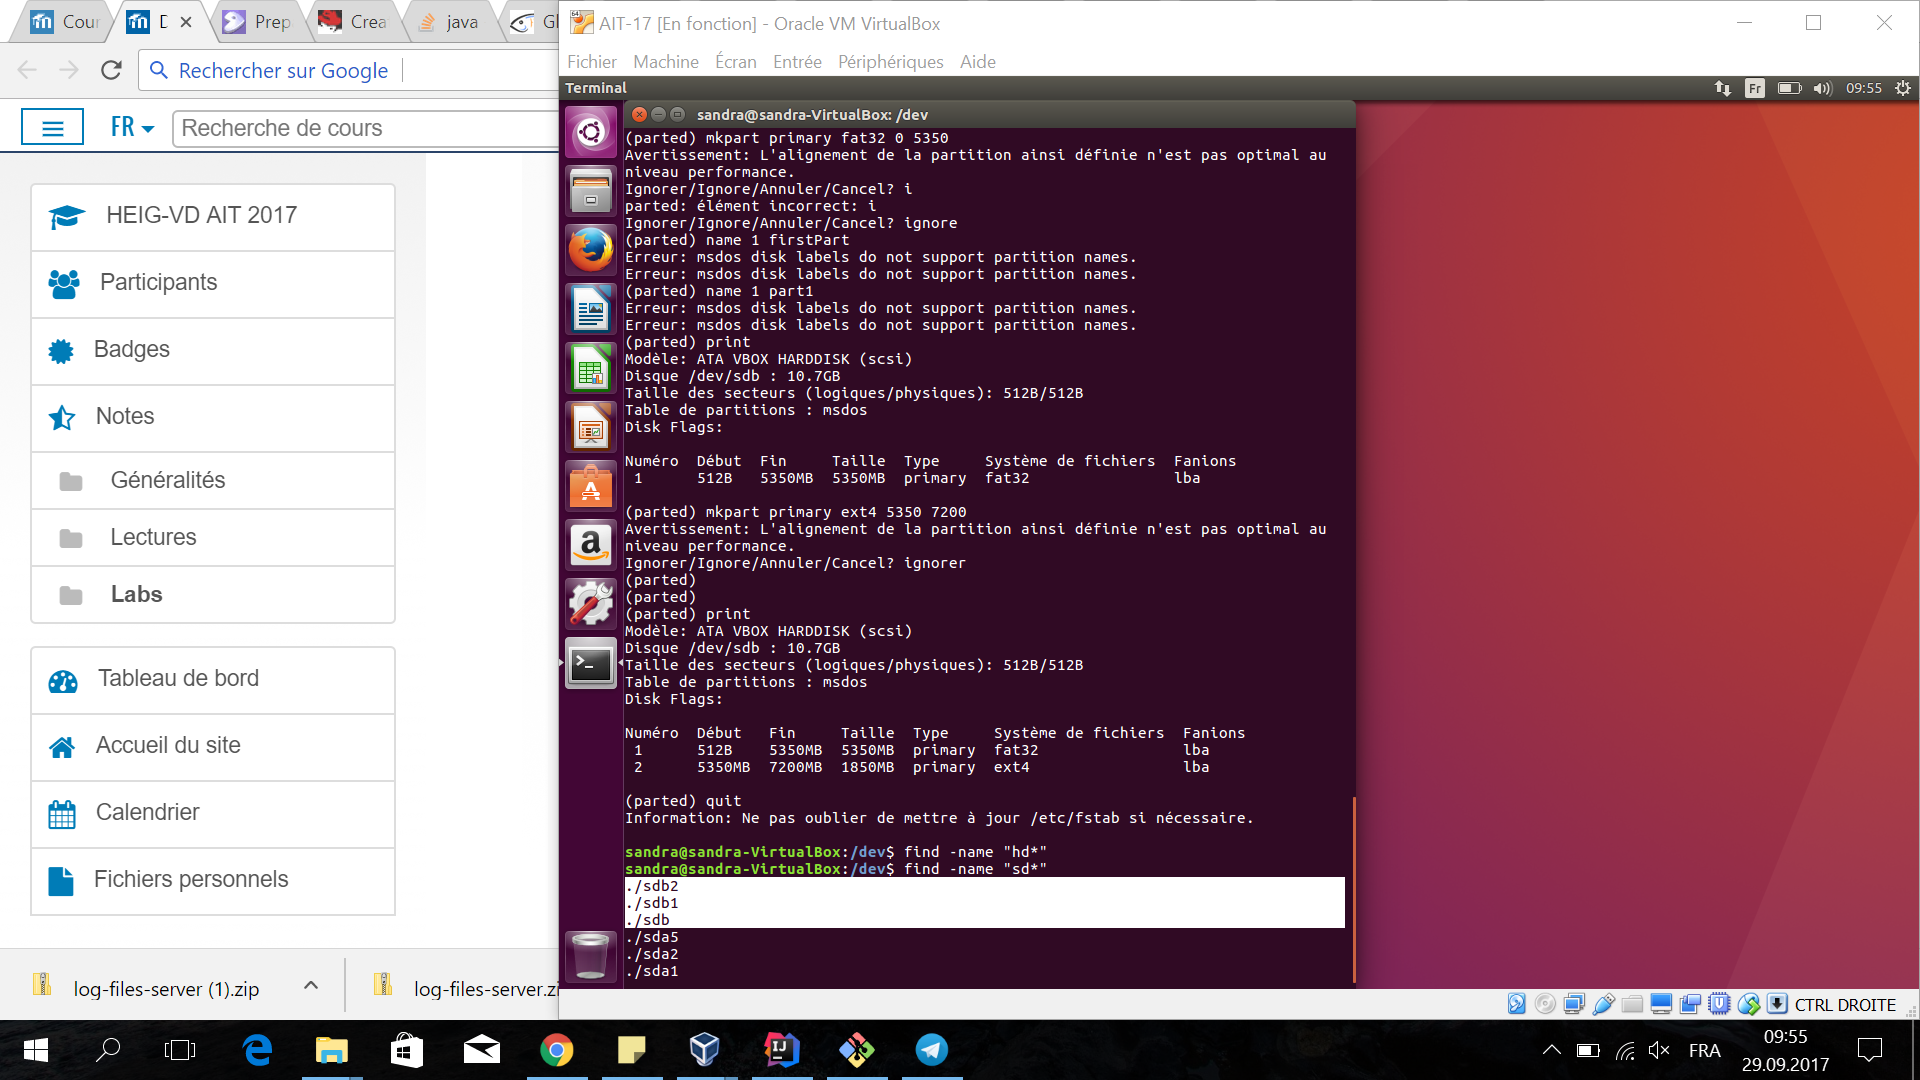 Cour
D
Prep
Crea
java
Gl
Rechercher sur Google
FR
Recherche de cours
HEIG-VD AIT 2017
Participants
Badges
Notes
Généralités
Lectures
Labs
Tableau de bord
Accueil du site
Calendrier
Fichiers personnels
log-files-server (1).zip
log-files-server.zi
AIT-17 [En fonction] - Oracle VM VirtualBox
Fichier Machine Écran Entrée Périphériques Aide
Terminal
Fr
09:55
sandra@sandra-VirtualBox: /dev
(parted) mkpart primary fat32 0 5350
Avertissement: L'alignement de la partition ainsi définie n'est pas optimal au
niveau performance.
Ignorer/Ignore/Annuler/Cancel? i
parted: élément incorrect: i
Ignorer/Ignore/Annuler/Cancel? ignore
(parted) name 1 firstPart
Erreur: msdos disk labels do not support partition names.
Erreur: msdos disk labels do not support partition names.
(parted) name 1 part1
Erreur: msdos disk labels do not support partition names.
Erreur: msdos disk labels do not support partition names.
(parted) print
Modèle: ATA VBOX HARDDISK (scsi)
Disque /dev/sdb : 10.7GB
Taille des secteurs (logiques/physiques): 512B/512B
Table de partitions : msdos
Disk Flags:
Numéro Début Fin Taille Type Système de fichiers Fanions
1 512B 5350MB 5350MB primary fat32 lba
(parted) mkpart primary ext4 5350 7200
Avertissement: L'alignement de la partition ainsi définie n'est pas optimal au
niveau performance.
Ignorer/Ignore/Annuler/Cancel? ignorer
(parted)
(parted)
(parted) print
Modèle: ATA VBOX HARDDISK (scsi)
Disque /dev/sdb : 10.7GB
Taille des secteurs (logiques/physiques): 512B/512B
Table de partitions : msdos
Disk Flags:
Numéro Début Fin Taille Type Système de fichiers Fanions
1 512B 5350MB 5350MB primary fat32 lba
2 5350MB 7200MB 1850MB primary ext4 lba
(parted) quit
Information: Ne pas oublier de mettre à jour /etc/fstab si nécessaire.
sandra@sandra-VirtualBox:/dev$ find -name "hd*"
sandra@sandra-VirtualBox:/dev$ find -name "sd*"
./sdb2
./sdb1
./sdb
./sda5
./sda2
./sda1
CTRL DROITE
FRA
09:55
29.09.2017